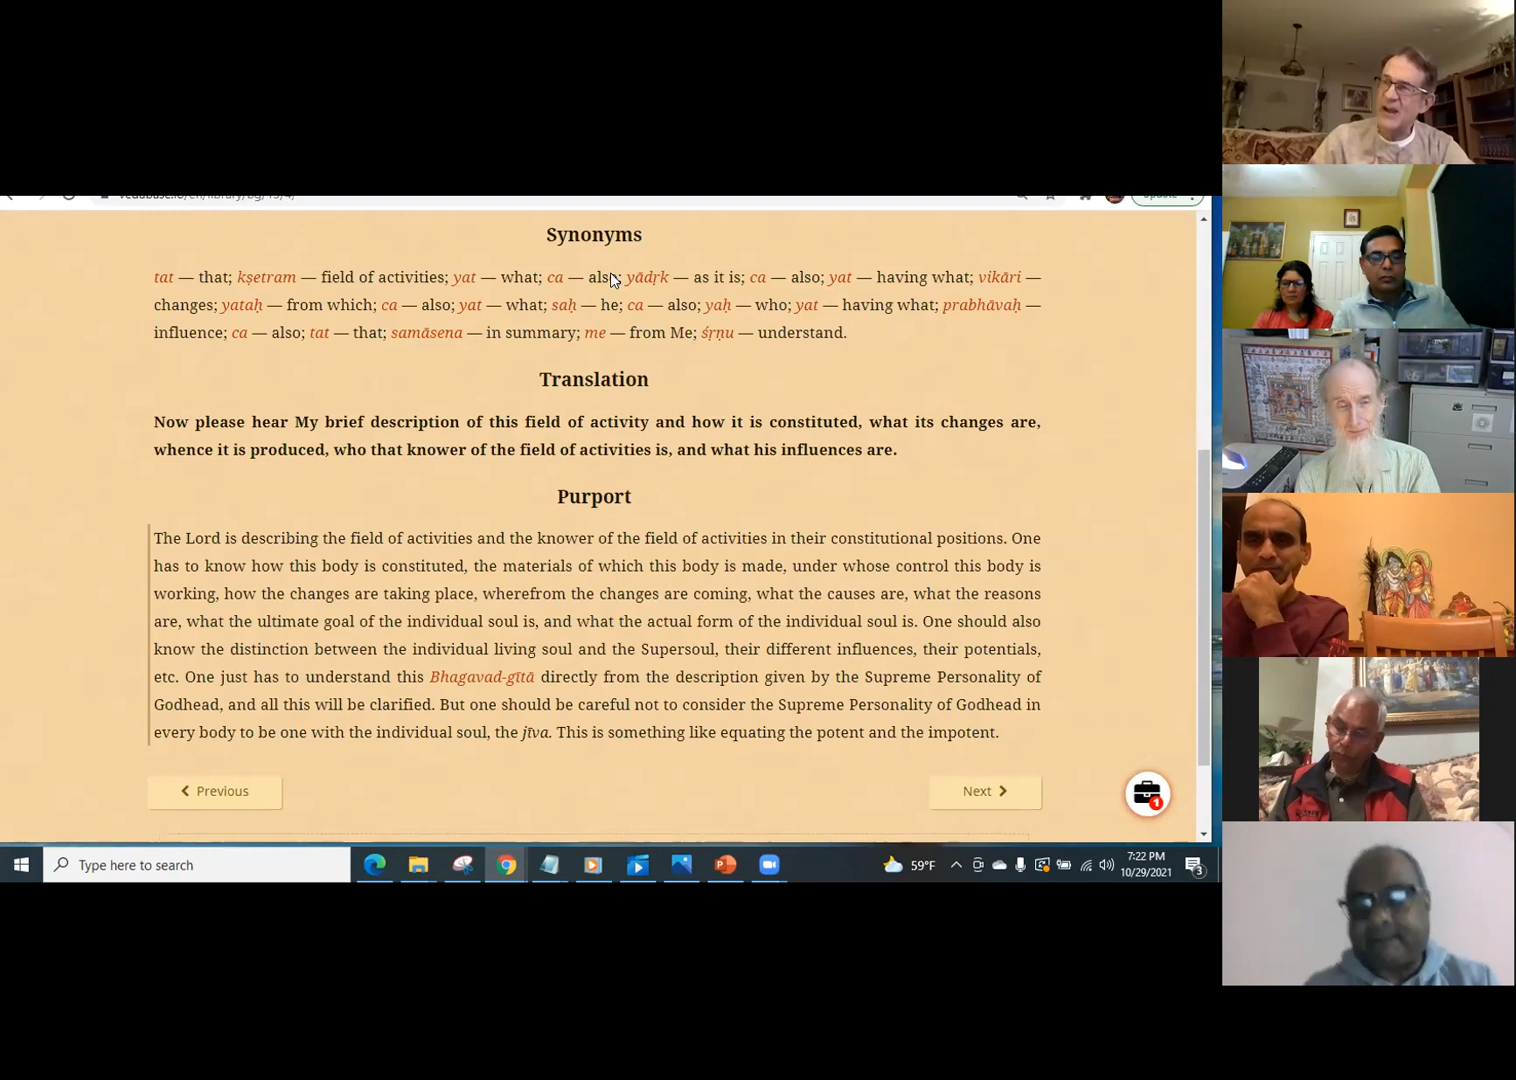 Synonyms
tat — that; kṣetram — field of activities; yat — what; ca — also; yādṛk — as it is; ca — also; yat — having what; vikāri —
changes; yataḥ — from which; ca — also; yat — what; saḥ — he; ca — also; yaḥ — who; yat — having what; prabhāvaḥ —
influence; ca — also; tat — that; samāsena — in summary; me — from Me; śṛṇu — understand.
Translation
Now please hear My brief description of this field of activity and how it is constituted, what its changes are,
whence it is produced, who that knower of the field of activities is, and what his influences are.
Purport
The Lord is describing the field of activities and the knower of the field of activities in their constitutional positions. One
has to know how this body is constituted, the materials of which this body is made, under whose control this body is
working, how the changes are taking place, wherefrom the changes are coming, what the causes are, what the reasons
are, what the ultimate goal of the individual soul is, and what the actual form of the individual soul is. One should also
know the distinction between the individual living soul and the Supersoul, their different influences, their potentials,
etc. One just has to understand this Bhagavad-gītā directly from the description given by the Supreme Personality of
Godhead, and all this will be clarified. But one should be careful not to consider the Supreme Personality of Godhead in
every body to be one with the individual soul, the jīva. This is something like equating the potent and the impotent.
Previous
Next
1
Type here to search
59°F
7:22 PM
10/29/2021
3